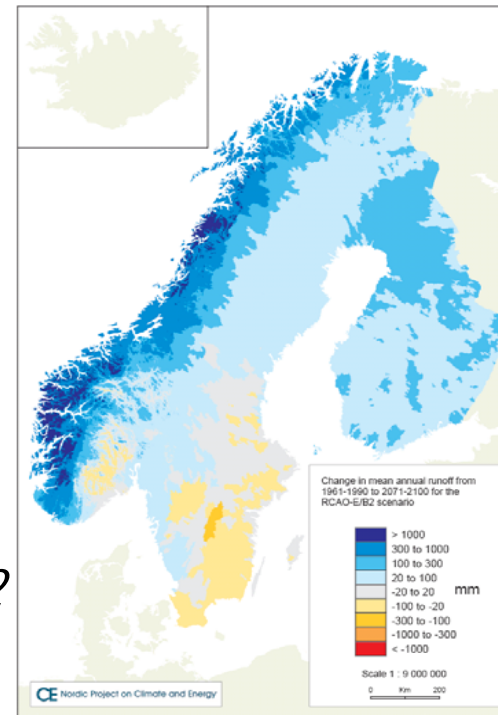 2
Change in mean annual runoff from
1961-1990 to 2071-2100 for the
RCAO-E/B2 scenario
> 1000
300 to 1000
100 to 300
20 to 100
-20 to 20
-100 to -20
-300 to -100
-1000 to -300
< -1000
mm
Scale 1 : 9 000 000
0 Km 200
CE Nordic Project on Climate and Energy